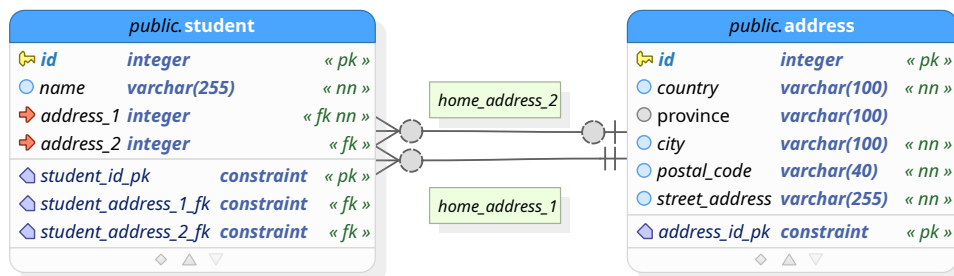 public.student
id integer « pk »
name varchar(255) « nn »
address_1 integer « fk nn »
address_2 integer « fk »
student_id_pk constraint « pk »
student_address_1_fk constraint « fk »
student_address_2_fk constraint « fk »
home_address_2
home_address_1
public.address
id integer « pk »
country varchar(100) « nn »
province varchar(100)
city varchar(100) « nn »
postal_code varchar(40) « nn »
street_address varchar(255) « nn »
address_id_pk constraint « pk »